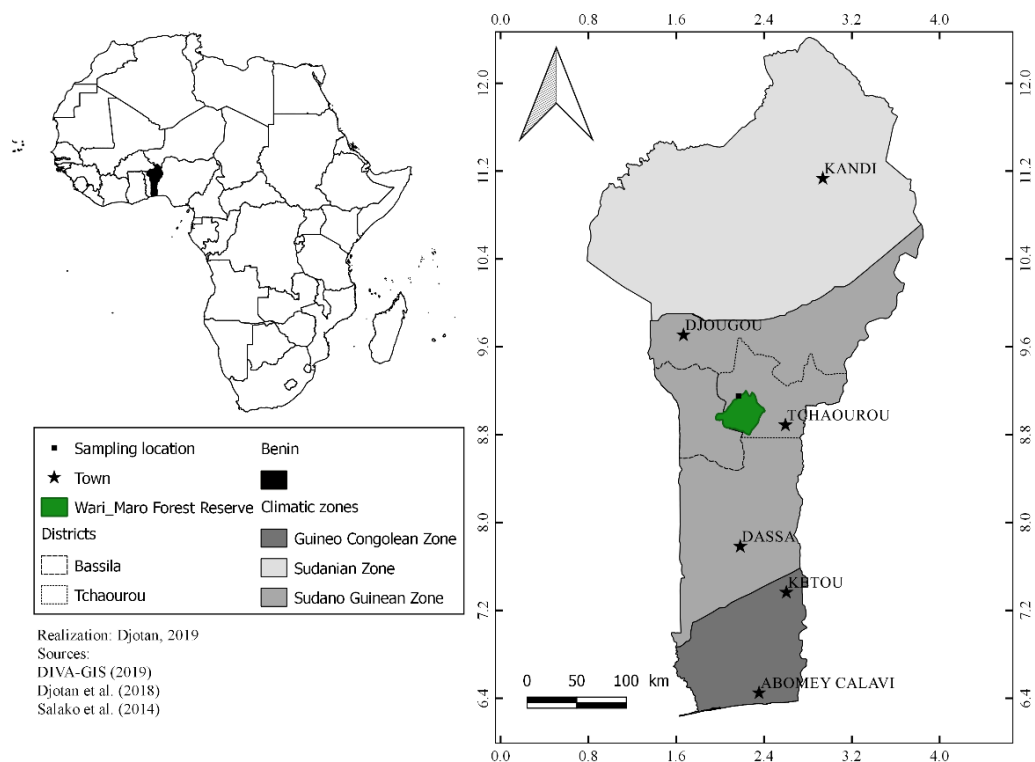 Sampling location
Town
Wari_Maro Forest Reserve
Districts
Bassila
Tchaourou
Benin
Climatic zones
Guineo Congolean Zone
Sudanian Zone
Sudano Guinean Zone
Realization: Djotan, 2019
Sources:
DIVA-GIS (2019)
Djotan et al. (2018)
Salako et al. (2014)
0.0 0.8 1.6 2.4 3.2 4.0
12.0 12.0
11.2 11.2
10.4 10.4
9.6 9.6
8.8 8.8
8.0 8.0
7.2 7.2
6.4 6.4
KANDI
DJOUGOU
TCHAOUROU
DASSA
KETOU
ABOMEY CALAVI
0 50 100 km
0.0 0.8 1.6 2.4 3.2 4.0